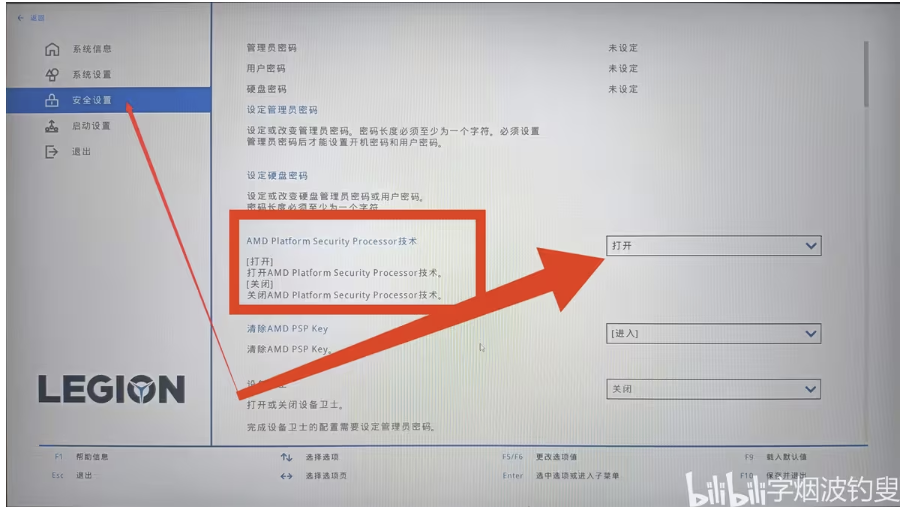 返回
系统信息
系统设置
安全设置
启动设置
退出
管理员密码 未设定
用户密码 未设定
硬盘密码 未设定
设定管理员密码
设定或改变管理员密码。密码长度必须至少为一个字符。必须设置
管理员密码后才能设置开机密码和用户密码。
设定硬盘密码
设定或改变硬盘管理员密码或用户密码。
密码长度必须至少为一个字符
AMD Platform Security Processor技术 打开
[打开]
打开AMD Platform Security Processor技术。
[关闭]
关闭AMD Platform Security Processor技术。
清除AMD PSP Key [进入]
清除AMD PSP Key。
关闭
打开或关闭设备卫士。
完成设备卫士的配置需要设定管理员密码。
LEGION
F1 帮助信息 选择选项 F5/F6 更改选项值 F9 载入默认值
Esc 退出 选择选项页 Enter 选中选项或进入子菜单 F10 保存并退出
bilibili 字烟波钓叟